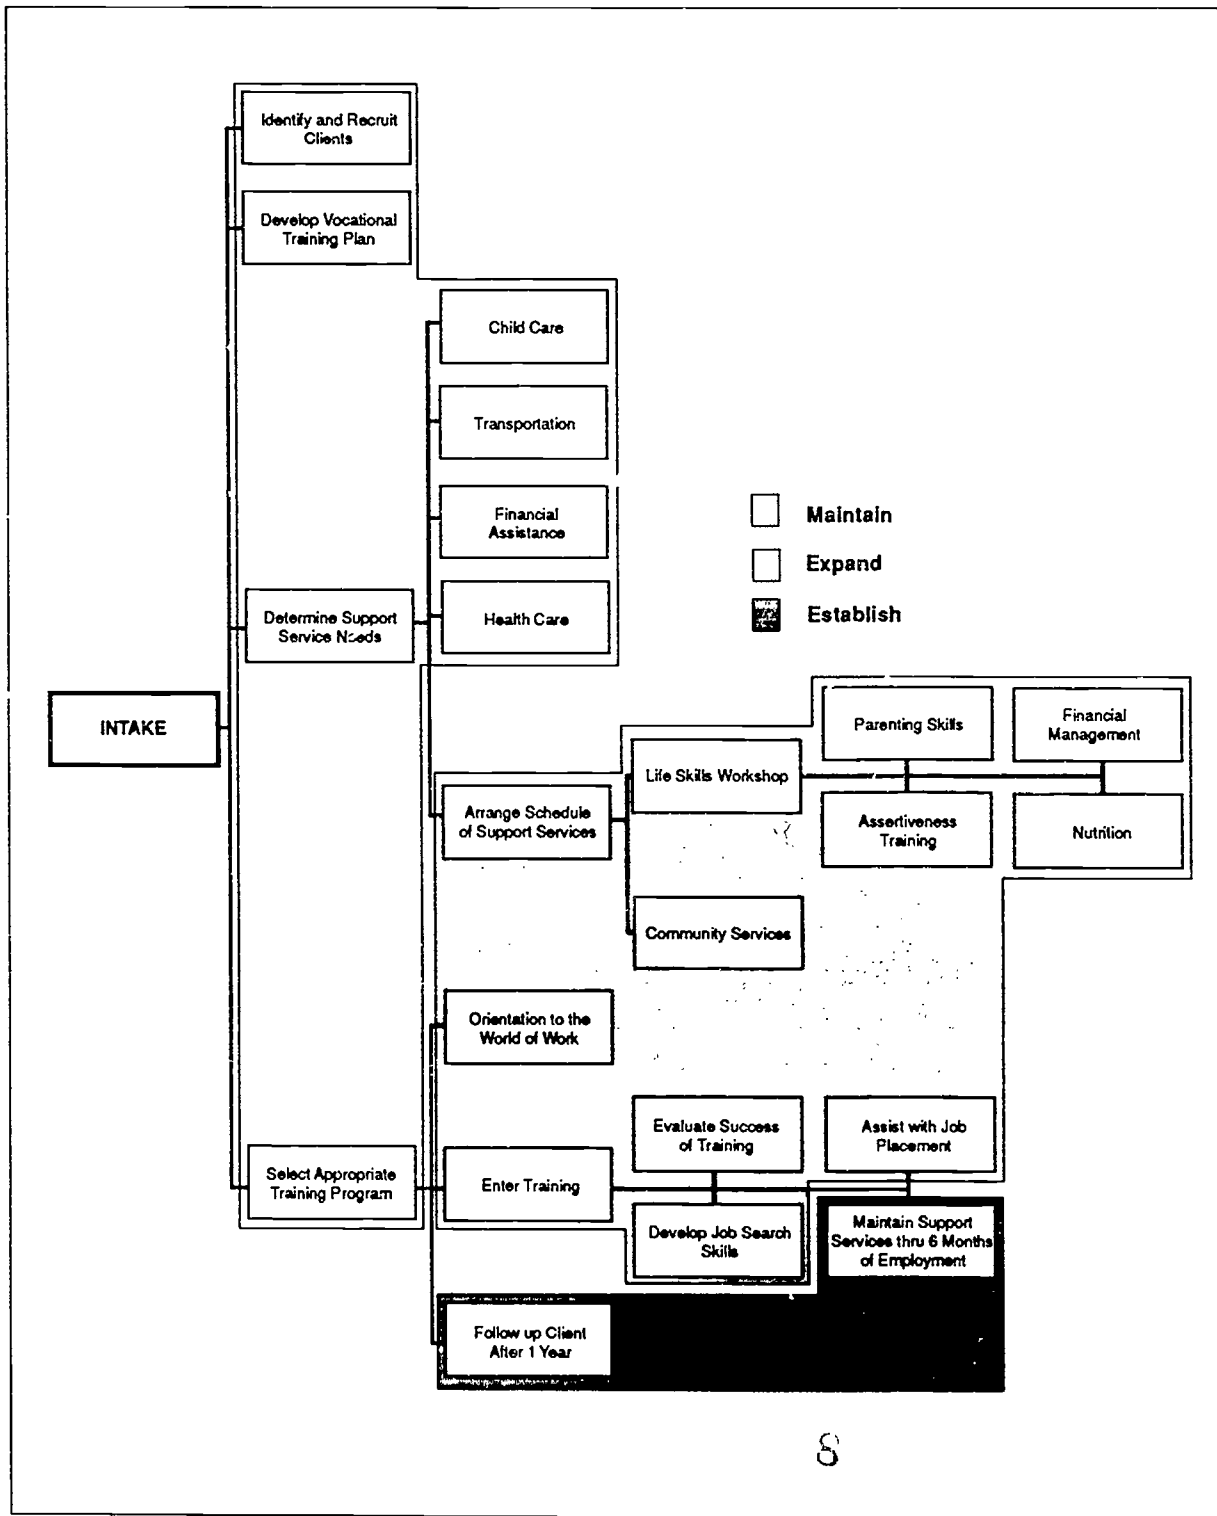 Identify and Recruit
Clients
Develop Vocational
Training Plan
Child Care
Transportation
Financial
Assistance
Health Care
Determine Support
Service Needs
Maintain
Expand
Establish
INTAKE
Parenting Skills
Financial
Management
Life Skills Workshop
Arrange Schedule
of Support Services
Assertiveness
Training
Nutrition
Community Services
Orientation to the
World of Work
Evaluate Success
of Training
Assist with Job
Placement
Select Appropriate
Training Program
Enter Training
Develop Job Search
Skills
Maintain Support
Services thru 6 Months
of Employment
Follow up Client
After 1 Year
8